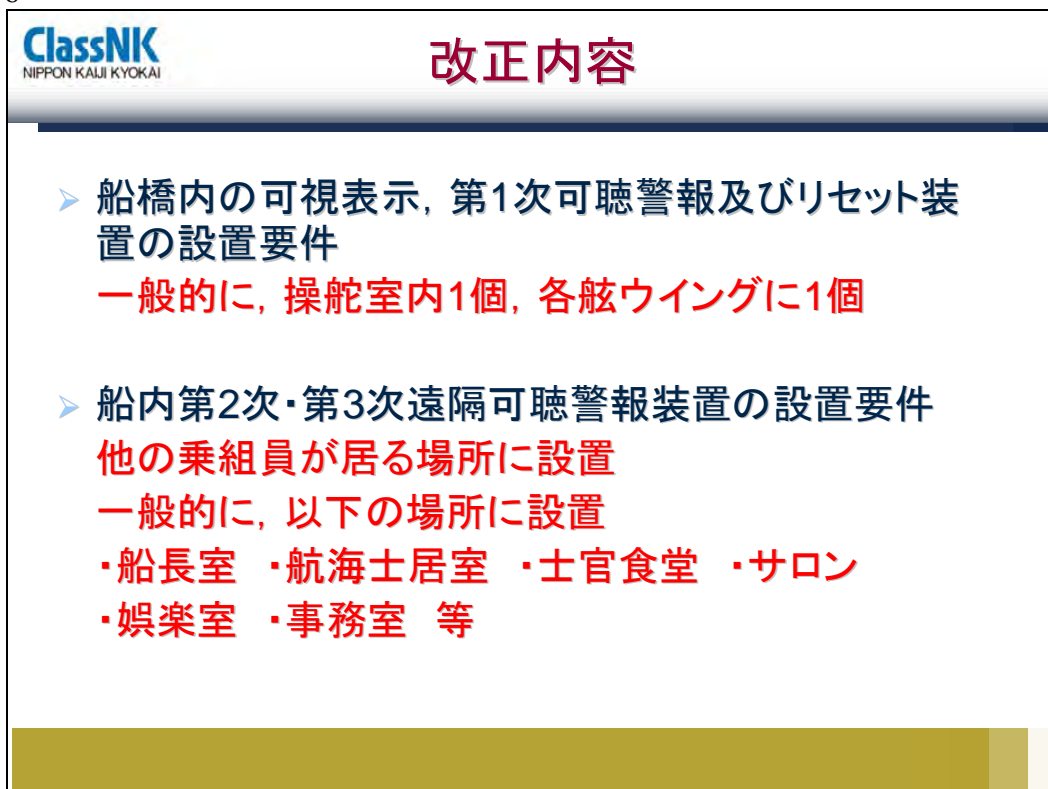 ClassNK
NIPPON KAIJI KYOKAI
改正内容
➢ 船橋内の可視表示，第1次可聴警報及びリセット装
置の設置要件
一般的に，操舵室内1個，各舷ウイングに1個
➢ 船内第2次・第3次遠隔可聴警報装置の設置要件
他の乗組員が居る場所に設置
一般的に，以下の場所に設置
・船長室　・航海士居室　・士官食堂　・サロン
・娯楽室　・事務室　等